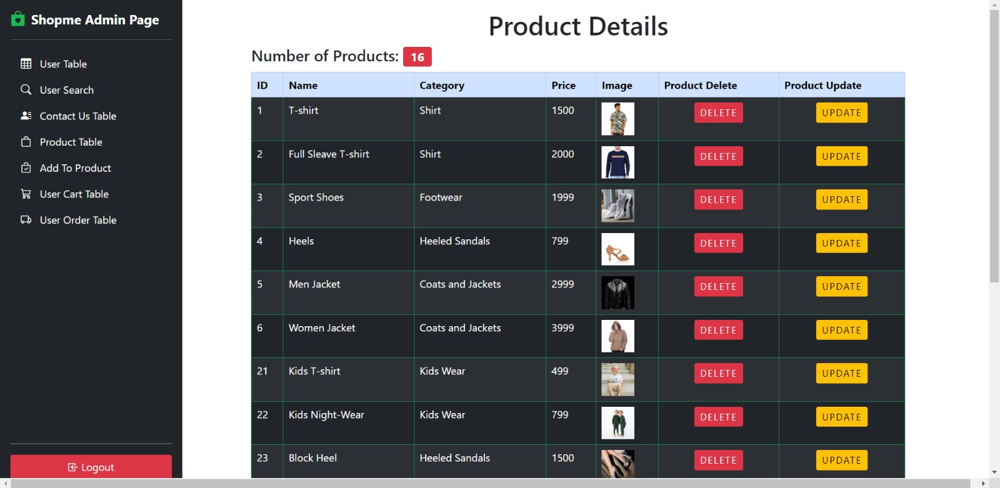 Shopme Admin Page
User Table
User Search
Contact Us Table
Product Table
Add To Product
User Cart Table
User Order Table
Logout
Product Details
Number of Products: 16
ID Name Category Price Image Product Delete Product Update
1 T-shirt Shirt 1500 DELETE UPDATE
2 Full Sleave T-shirt Shirt 2000 DELETE UPDATE
3 Sport Shoes Footwear 1999 DELETE UPDATE
4 Heels Heeled Sandals 799 DELETE UPDATE
5 Men Jacket Coats and Jackets 2999 DELETE UPDATE
6 Women Jacket Coats and Jackets 3999 DELETE UPDATE
21 Kids T-shirt Kids Wear 499 DELETE UPDATE
22 Kids Night-Wear Kids Wear 799 DELETE UPDATE
23 Block Heel Heeled Sandals 1500 DELETE UPDATE